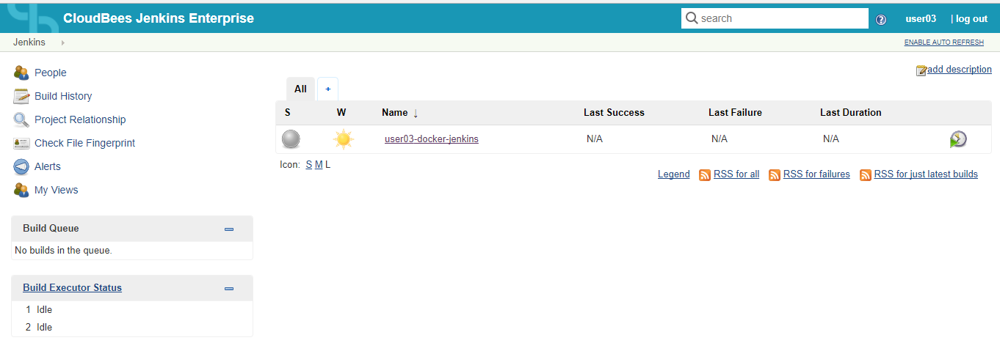 CloudBees Jenkins Enterprise
search
user03 | log out
Jenkins
ENABLE AUTO REFRESH
People
Build History
Project Relationship
Check File Fingerprint
Alerts
My Views
Build Queue
No builds in the queue.
Build Executor Status
1 Idle
2 Idle
add description
All +
S W Name ↓ Last Success Last Failure Last Duration
user03-docker-jenkins N/A N/A N/A
Icon: S M L
Legend RSS for all RSS for failures RSS for just latest builds